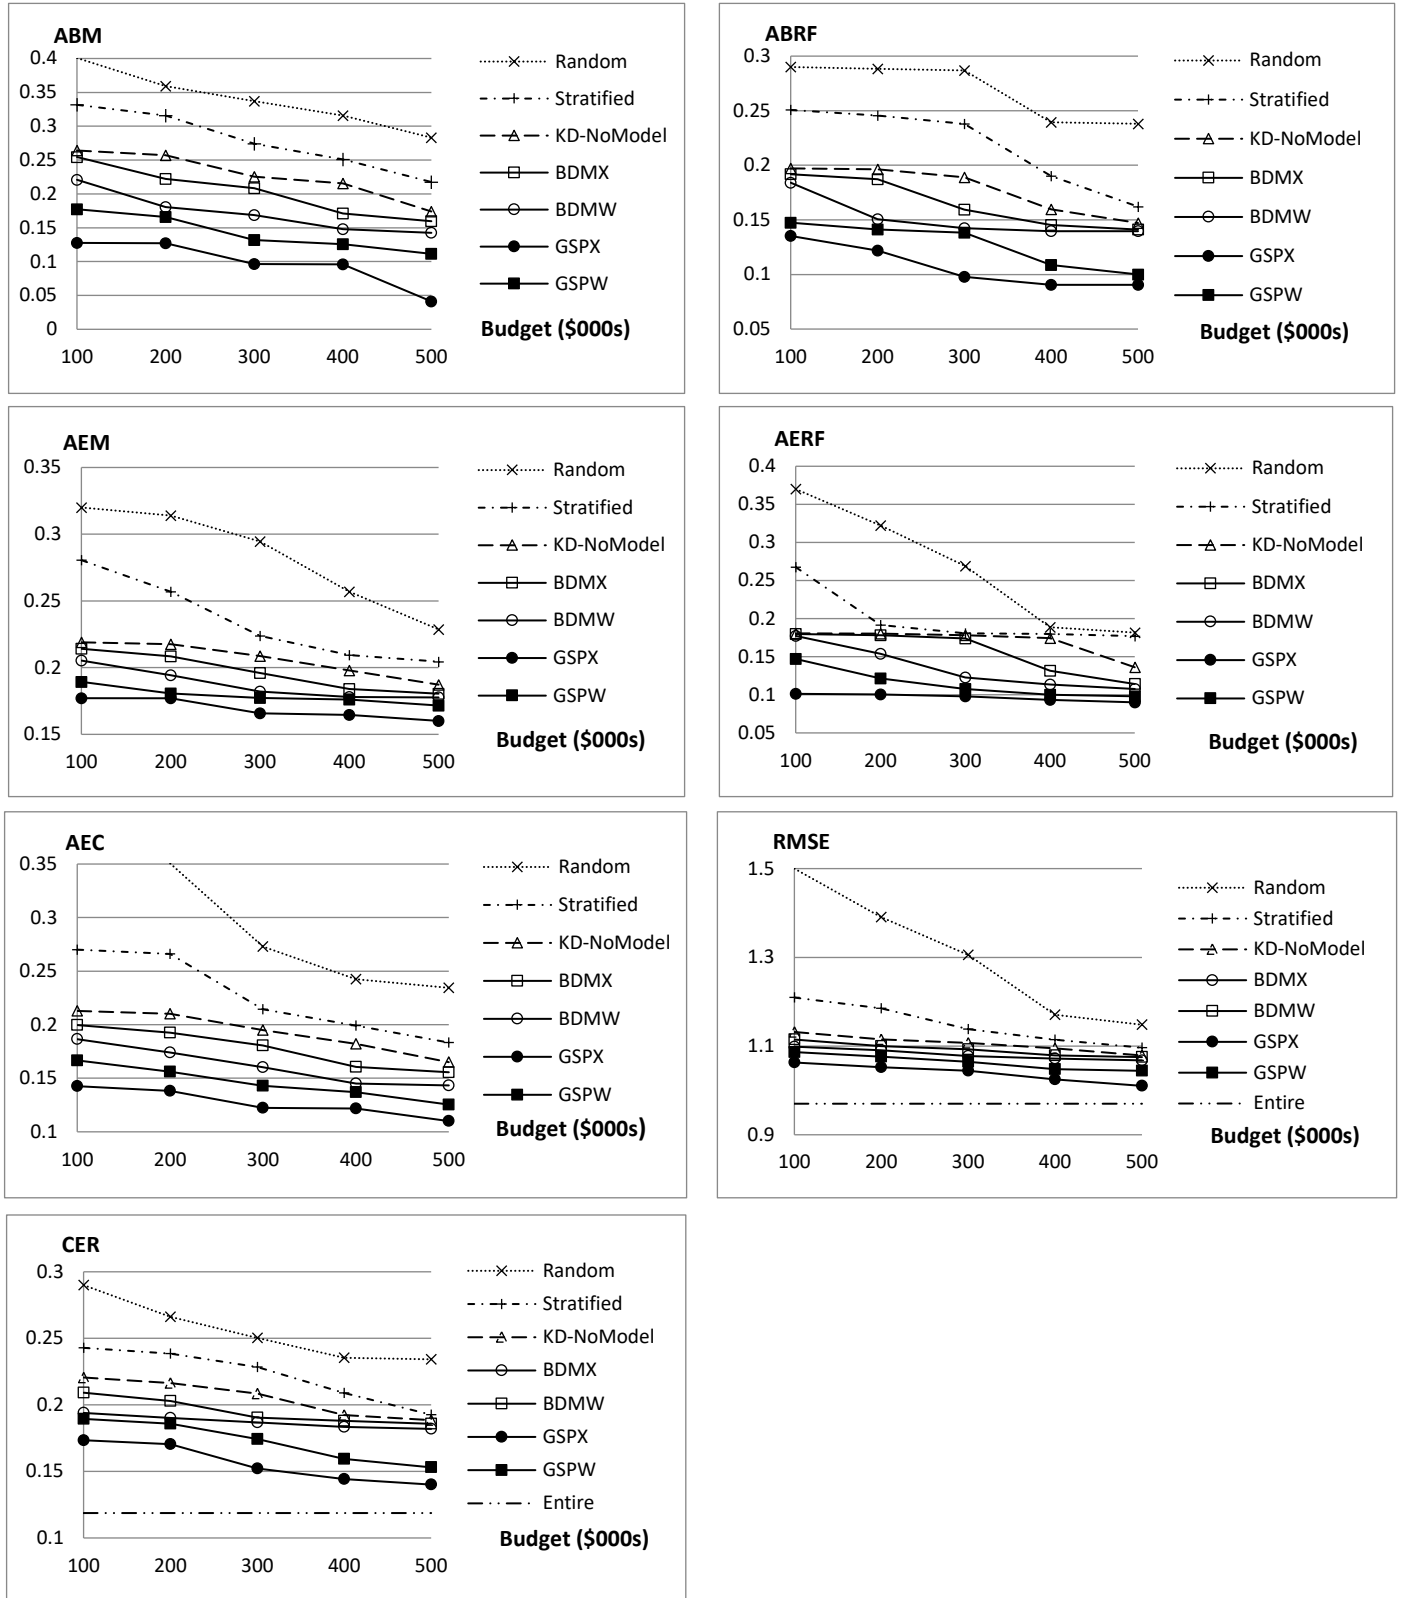 ABM
0.4
0.35
0.3
0.25
0.2
0.15
0.1
0.05
0
100 200 300 400 500
Random
Stratified
KD-NoModel
BDMX
BDMW
GSPX
GSPW
Budget ($000s)
ABRF
0.3
0.25
0.2
0.15
0.1
0.05
100 200 300 400 500
Random
Stratified
KD-NoModel
BDMX
BDMW
GSPX
GSPW
Budget ($000s)
AEM
0.35
0.3
0.25
0.2
0.15
100 200 300 400 500
Random
Stratified
KD-NoModel
BDMX
BDMW
GSPX
GSPW
Budget ($000s)
AERF
0.4
0.35
0.3
0.25
0.2
0.15
0.1
0.05
100 200 300 400 500
Random
Stratified
KD-NoModel
BDMX
BDMW
GSPX
GSPW
Budget ($000s)
AEC
0.35
0.3
0.25
0.2
0.15
0.1
100 200 300 400 500
Random
Stratified
KD-NoModel
BDMX
BDMW
GSPX
GSPW
Budget ($000s)
RMSE
1.5
1.3
1.1
0.9
100 200 300 400 500
Random
Stratified
KD-NoModel
BDMX
BDMW
GSPX
GSPW
Entire
Budget ($000s)
CER
0.3
0.25
0.2
0.15
0.1
100 200 300 400 500
Random
Stratified
KD-NoModel
BDMX
BDMW
GSPX
GSPW
Entire
Budget ($000s)